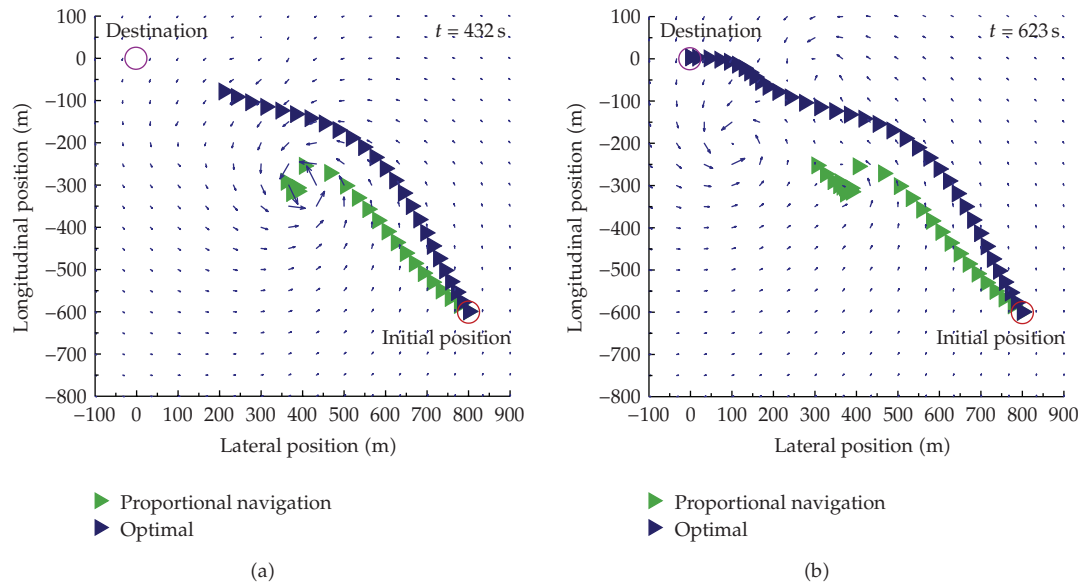 100
0
−100
−200
−300
−400
−500
−600
−700
−800
Longitudinal position (m)
Destination
t = 432 s
Initial position
−100 0 100 200 300 400 500 600 700 800 900
Lateral position (m)
Proportional navigation
Optimal
(a)
100
0
−100
−200
−300
−400
−500
−600
−700
−800
Longitudinal position (m)
Destination
t = 623 s
Initial position
−100 0 100 200 300 400 500 600 700 800 900
Lateral position (m)
Proportional navigation
Optimal
(b)